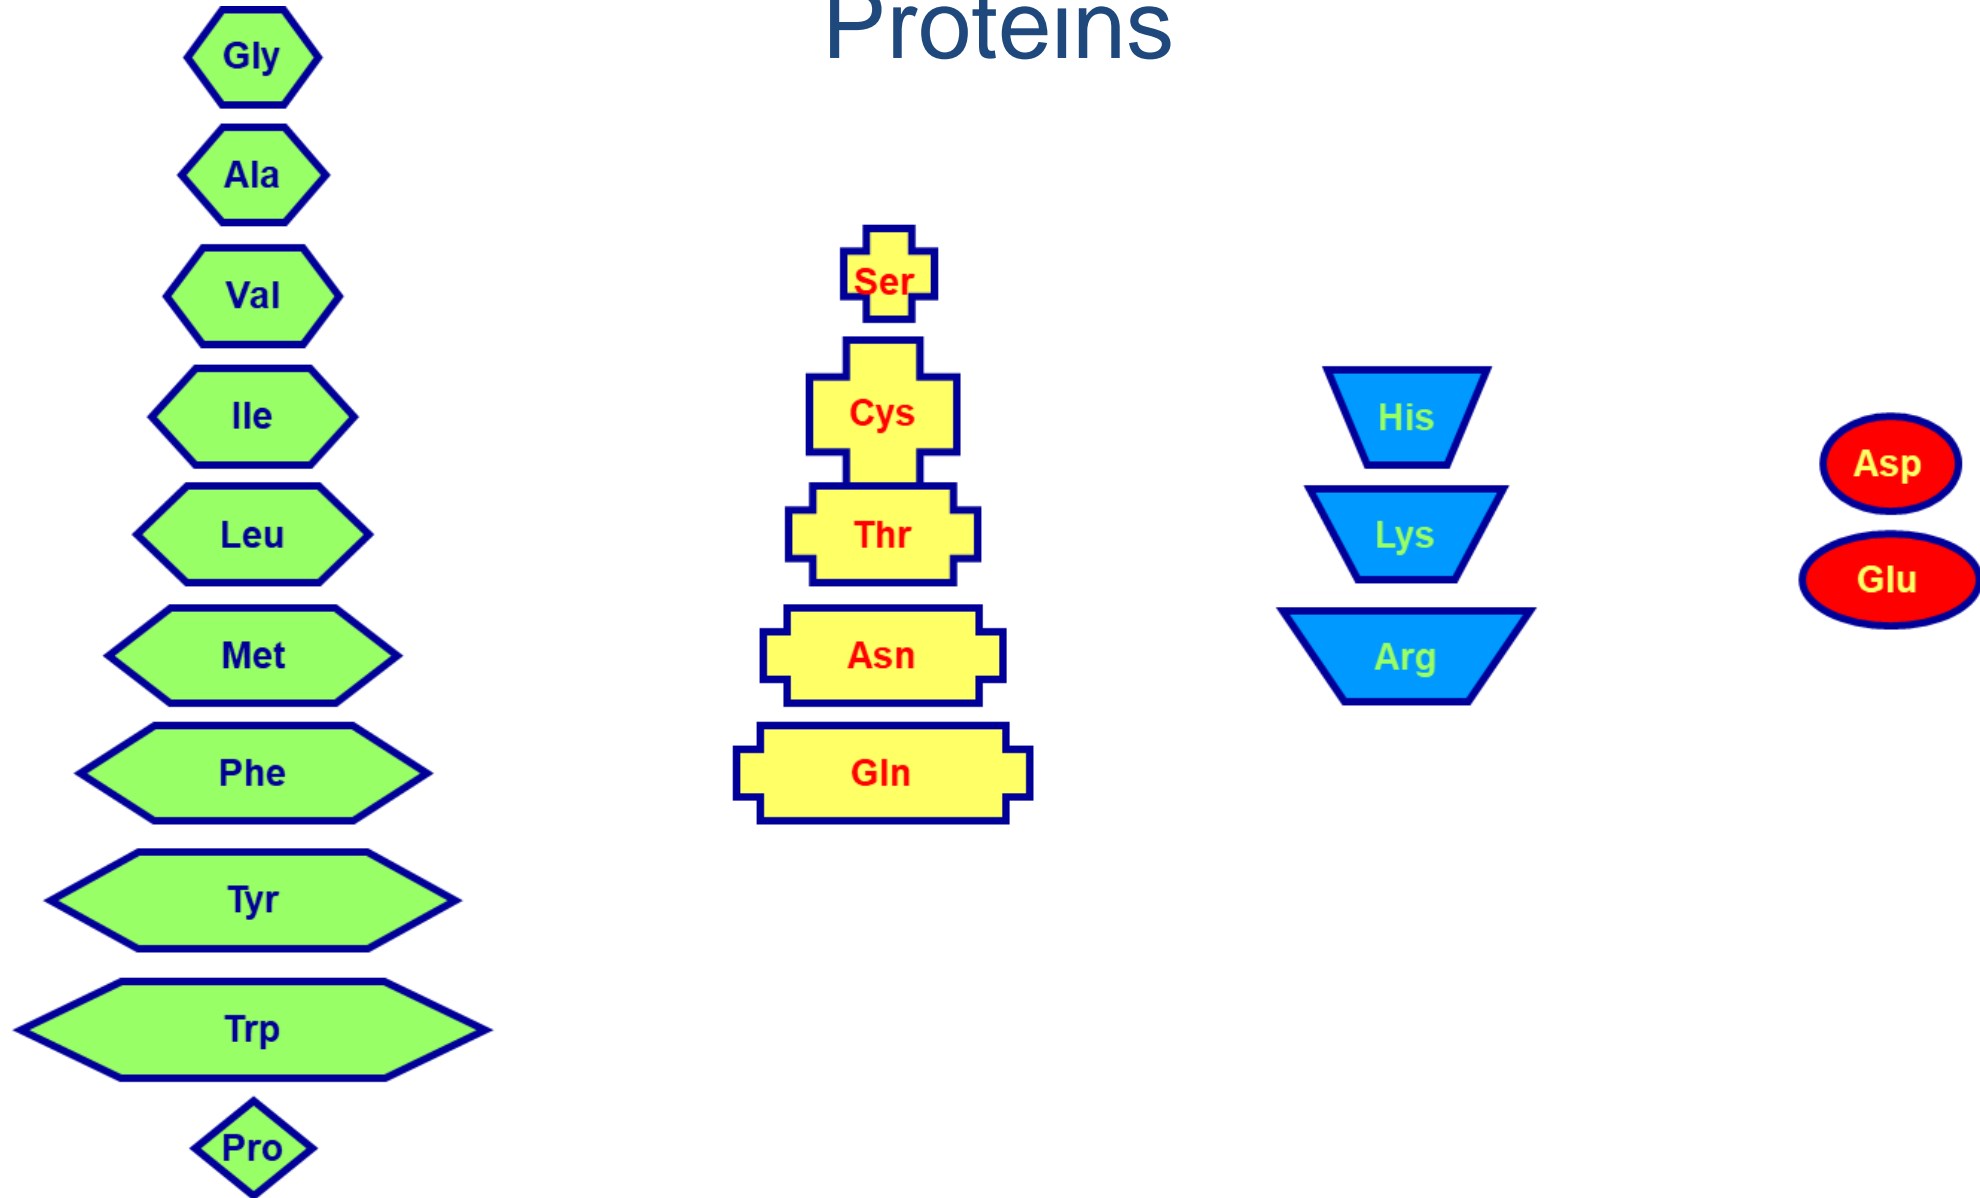 Proteins
Gly
Ala
Val
Ile
Leu
Met
Phe
Tyr
Trp
Pro
Ser
Cys
Thr
Asn
Gln
His
Lys
Arg
Asp
Glu